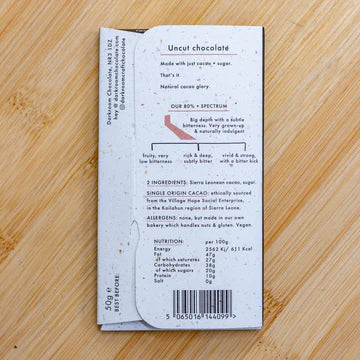 Uncut chocolate
Made with just cacao + sugar.
That's it.
Natural cacao glory.
OUR 80% + SPECTRUM
Big depth with a subtle
bitterness. Very grown-up
& naturally indulgent
fruity, very
low bitterness
rich & deep,
subtly bitter
vivid & strong,
with a bitter kick
2 INGREDIENTS: Sierra Leonean cacao, sugar.
SINGLE ORIGIN CACAO: ethically sourced
from the Village Hope Social Enterprise,
in the Kailahun region of Sierra Leone.
ALLERGENS: none, but made in our own
bakery which handles nuts & gluten. Vegan.
NUTRITION: per 100g
Energy 2562 Kj/ 611 Kcal
Fat 47g
of which saturates 27g
Carbohydrates 38g
of which sugars 20g
Protein 10g
Salt 0g
5 065016 144099 >
Darkroom Chocolate, NR3 1DZ.
hey @ darkroomchocolate.com
@darkroomcraftchocolate
50g e
BEST BEFORE: